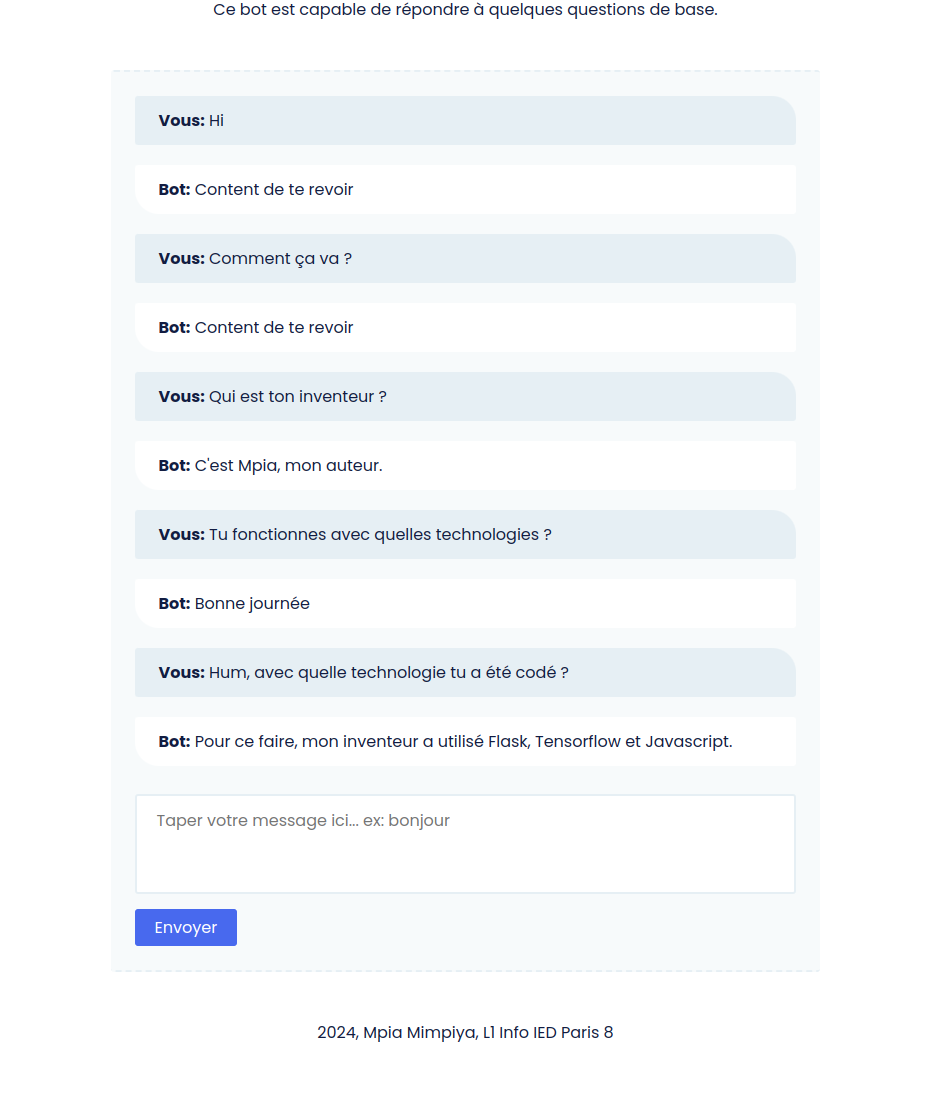 Ce bot est capable de répondre à quelques questions de base.
Vous: Hi
Bot: Content de te revoir
Vous: Comment ça va ?
Bot: Content de te revoir
Vous: Qui est ton inventeur ?
Bot: C'est Mpia, mon auteur.
Vous: Tu fonctionnes avec quelles technologies ?
Bot: Bonne journée
Vous: Hum, avec quelle technologie tu a été codé ?
Bot: Pour ce faire, mon inventeur a utilisé Flask, Tensorflow et Javascript.
Taper votre message ici... ex: bonjour
Envoyer
2024, Mpia Mimpiya, L1 Info IED Paris 8